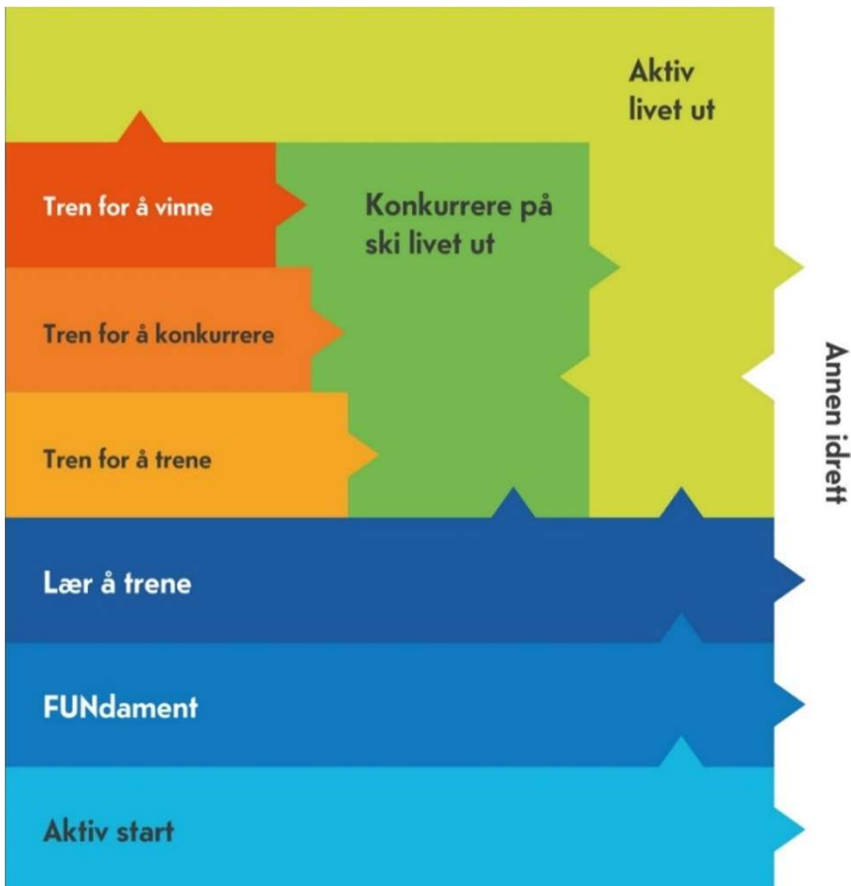 Aktiv
livet ut
Tren for å vinne
Konkurrere på
ski livet ut
Tren for å konkurrere
Tren for å trene
Annen idrett
Lær å trene
FUNdament
Aktiv start